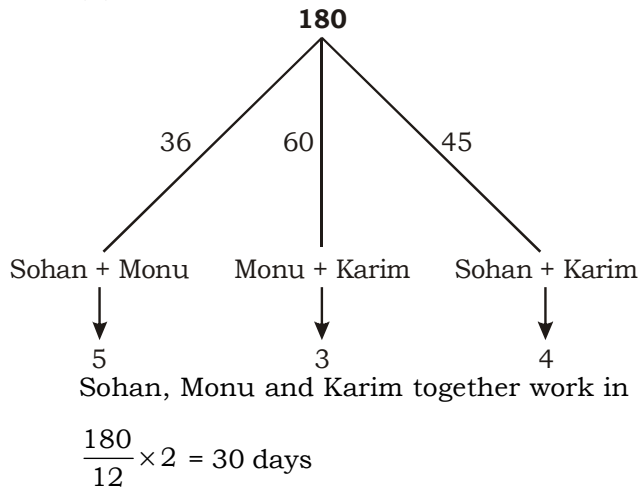 180
36 60 45
Sohan + Monu Monu + Karim Sohan + Karim
5 3 4
Sohan, Monu and Karim together work in
180/12 × 2 = 30 days